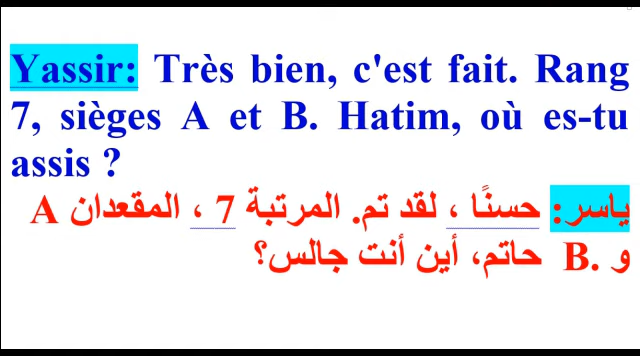 Yassir: Très bien, c'est fait. Rang
7, sièges A et B. Hatim, où es-tu
assis ?
ياسر: حسنًا ، لقد تم. المرتبة 7 ، المقعدان A
و B. حاتم، أين أنت جالس؟